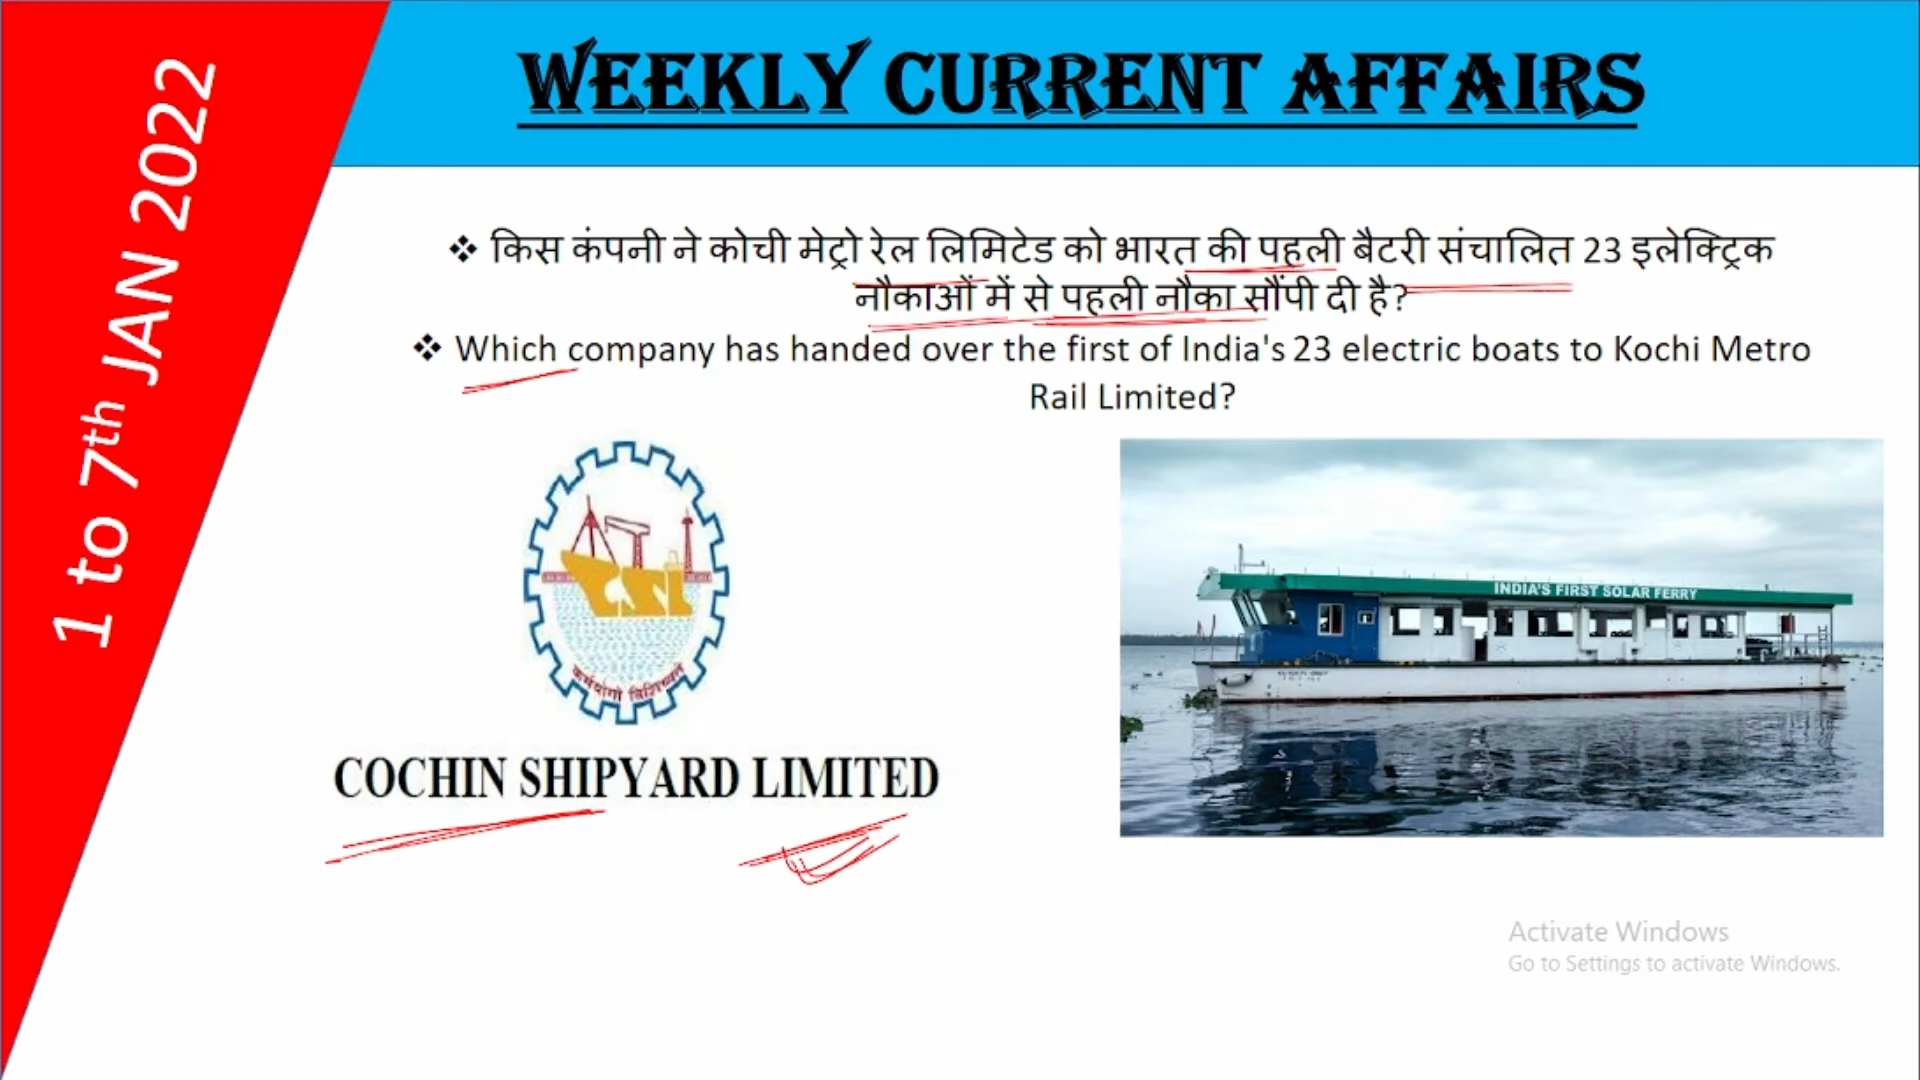 WEEKLY CURRENT AFFAIRS
1 to 7th JAN 2022
❖ किस कंपनी ने कोची मेट्रो रेल लिमिटेड को भारत की पहली बैटरी संचालित 23 इलेक्ट्रिक
नौकाओं में से पहली नौका सौंपी दी है?
❖ Which company has handed over the first of India's 23 electric boats to Kochi Metro
Rail Limited?
CSL
COCHIN SHIPYARD LIMITED
INDIA'S FIRST SOLAR FERRY
Activate Windows
Go to Settings to activate Windows.